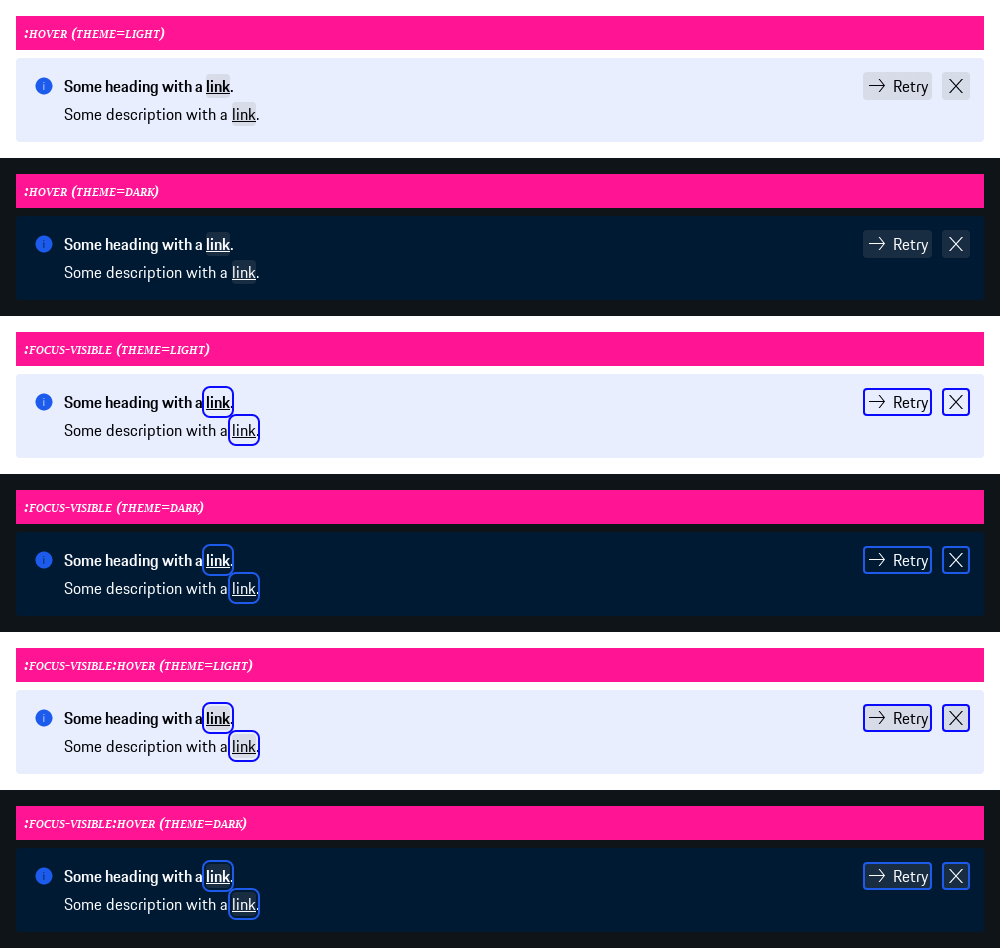 :HOVER (THEME=LIGHT)
i
Some heading with a link.
Some description with a link.
→ Retry
:HOVER (THEME=DARK)
i
Some heading with a link.
Some description with a link.
→ Retry
:FOCUS-VISIBLE (THEME=LIGHT)
i
Some heading with a link.
Some description with a link.
→ Retry
:FOCUS-VISIBLE (THEME=DARK)
i
Some heading with a link.
Some description with a link.
→ Retry
:FOCUS-VISIBLE:HOVER (THEME=LIGHT)
i
Some heading with a link.
Some description with a link.
→ Retry
:FOCUS-VISIBLE:HOVER (THEME=DARK)
i
Some heading with a link.
Some description with a link.
→ Retry